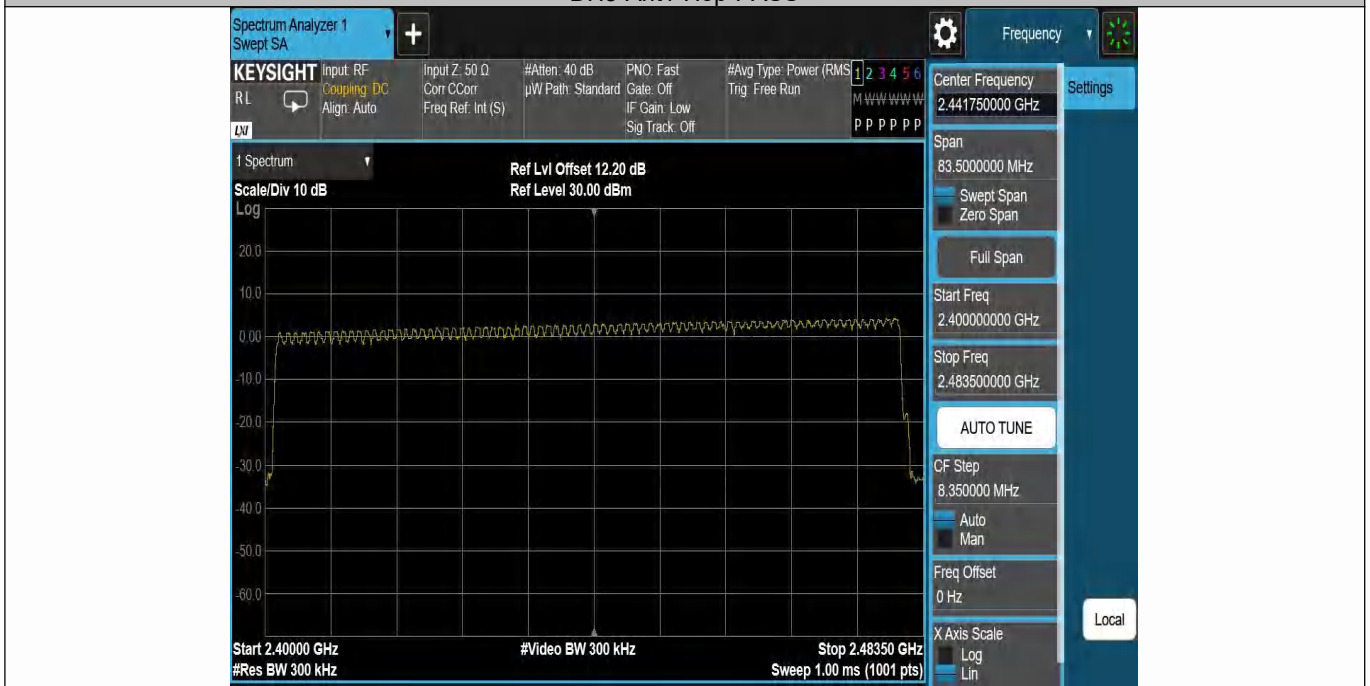 Spectrum Analyzer 1
Swept SA
+
Frequency
KEYSIGHT
RL
LXI
Input: RF
Coupling: DC
Align: Auto
Input Z: 50 Ω
Corr CCorr
Freq Ref: Int (S)
#Atten: 40 dB
µW Path: Standard
PNO: Fast
Gate: Off
IF Gain: Low
Sig Track: Off
#Avg Type: Power (RMS
Trig: Free Run
1 2 3 4 5 6
M W W W W W
P P P P P P
1 Spectrum
Scale/Div 10 dB
Ref Lvl Offset 12.20 dB
Ref Level 30.00 dBm
Log
20.0
10.0
0.00
-10.0
-20.0
-30.0
-40.0
-50.0
-60.0
Start 2.40000 GHz
#Res BW 300 kHz
#Video BW 300 kHz
Stop 2.48350 GHz
Sweep 1.00 ms (1001 pts)
Center Frequency
2.441750000 GHz
Settings
Span
83.5000000 MHz
Swept Span
Zero Span
Full Span
Start Freq
2.400000000 GHz
Stop Freq
2.483500000 GHz
AUTO TUNE
CF Step
8.350000 MHz
Auto
Man
Freq Offset
0 Hz
X Axis Scale
Log
Lin
Local